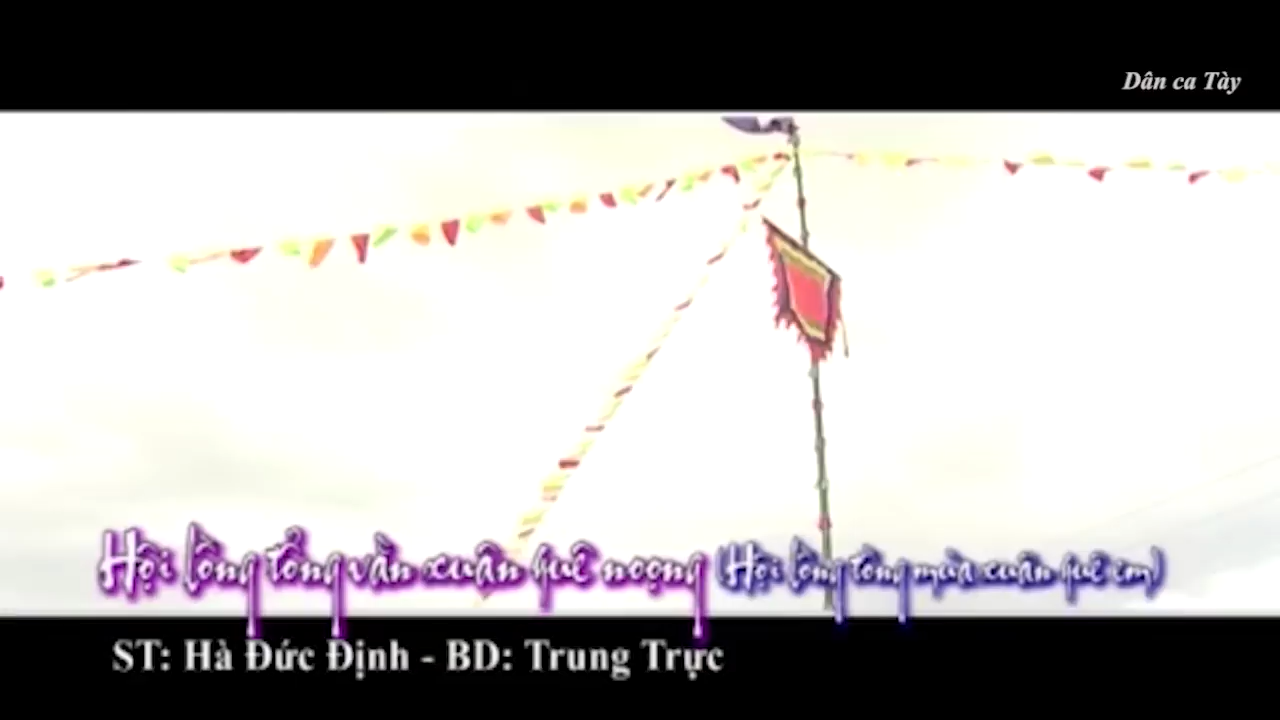 Dân ca Tày
Hội lồng tổng vằn xuân quê noọng (Hội lồng tồng mùa xuân quê em)
ST: Hà Đức Định - BD: Trung Trực